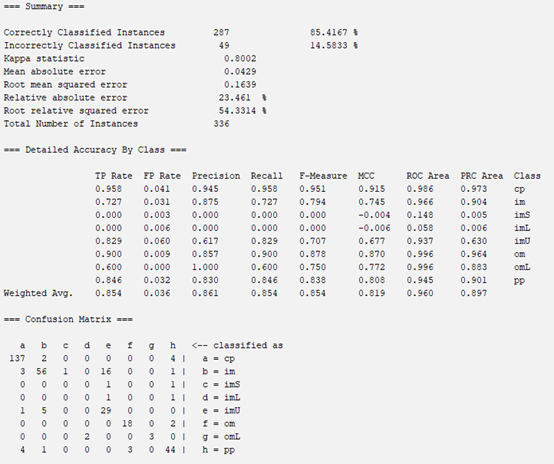 === Summary ===
Correctly Classified Instances 287 85.4167 %
Incorrectly Classified Instances 49 14.5833 %
Kappa statistic 0.8002
Mean absolute error 0.0429
Root mean squared error 0.1639
Relative absolute error 23.461 %
Root relative squared error 54.3314 %
Total Number of Instances 336
=== Detailed Accuracy By Class ===
TP Rate FP Rate Precision Recall F-Measure MCC ROC Area PRC Area Class
0.958 0.041 0.945 0.958 0.951 0.915 0.986 0.973 cp
0.727 0.031 0.875 0.727 0.794 0.745 0.966 0.904 im
0.000 0.003 0.000 0.000 0.000 -0.004 0.148 0.005 imS
0.000 0.006 0.000 0.000 0.000 -0.006 0.058 0.006 imL
0.829 0.060 0.617 0.829 0.707 0.677 0.937 0.630 imU
0.900 0.009 0.857 0.900 0.878 0.870 0.996 0.964 om
0.600 0.000 1.000 0.600 0.750 0.772 0.996 0.883 omL
0.846 0.032 0.830 0.846 0.838 0.808 0.945 0.901 pp
Weighted Avg. 0.854 0.036 0.861 0.854 0.854 0.819 0.960 0.897
=== Confusion Matrix ===
a b c d e f g h <-- classified as
137 2 0 0 0 0 0 4 | a = cp
3 56 1 0 16 0 0 1 | b = im
0 0 0 0 1 0 0 1 | c = imS
0 0 0 0 1 0 0 1 | d = imL
1 5 0 0 29 0 0 0 | e = imU
0 0 0 0 0 18 0 2 | f = om
0 0 0 2 0 0 3 0 | g = omL
4 1 0 0 0 3 0 44 | h = pp